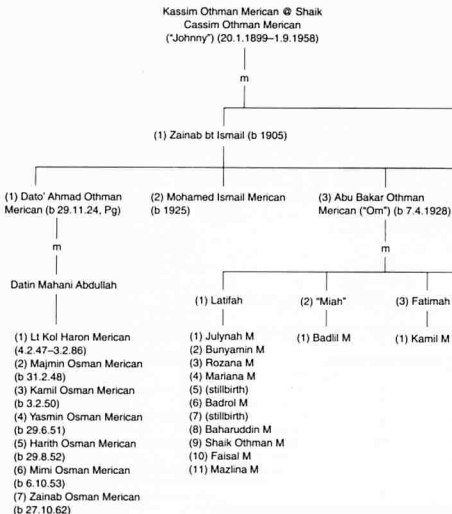 Kassim Othman Merican @ Shaik
Cassim Othman Merican
("Johnny") (20.1.1899–1.9.1958)
m
(1) Zainab bt Ismail (b 1905)
(1) Dato' Ahmad Othman
Merican (b 29.11.24, Pg)
(2) Mohamed Ismail Merican
(b 1925)
(3) Abu Bakar Othman
Merican ("Om") (b 7.4.1928)
m
m
Datin Mahani Abdullah
(1) Latifah
(2) "Miah"
(3) Fatimah
(1) Lt Kol Haron Merican
(4.2.47–3.2.86)
(2) Majmin Osman Merican
(b 31.2.48)
(3) Kamil Osman Merican
(b 3.2.50)
(4) Yasmin Osman Merican
(b 29.6.51)
(5) Harith Osman Merican
(b 29.8.52)
(6) Mimi Osman Merican
(b 6.10.53)
(7) Zainab Osman Merican
(b 27.10.62)
(1) Julynah M
(2) Bunyamin M
(3) Rozana M
(4) Mariana M
(5) (stillbirth)
(6) Badrol M
(7) (stillbirth)
(8) Baharuddin M
(9) Shaik Othman M
(10) Faisal M
(11) Mazlina M
(1) Badlil M
(1) Kamil M